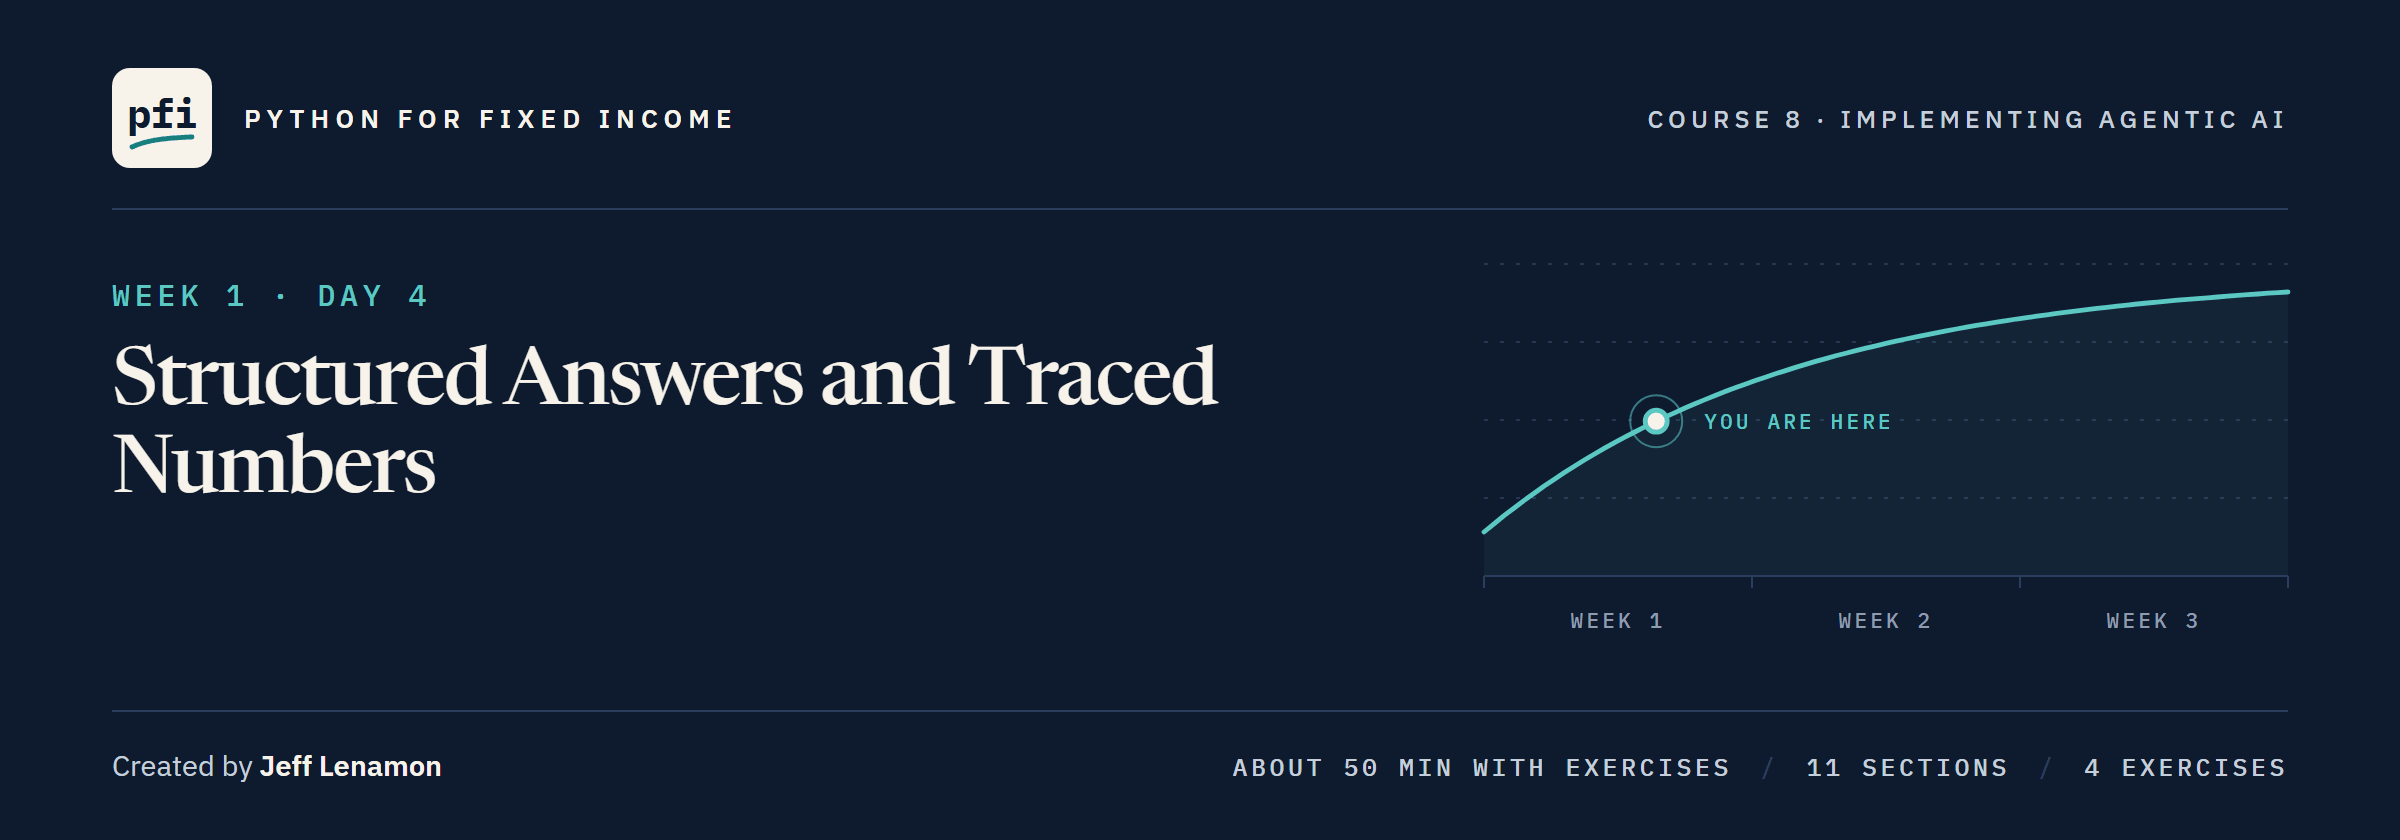 pfi
PYTHON FOR FIXED INCOME
COURSE 8 · IMPLEMENTING AGENTIC AI
WEEK 1 · DAY 4
Structured Answers and Traced
Numbers
YOU ARE HERE
WEEK 1
WEEK 2
WEEK 3
Created by Jeff Lenamon
ABOUT 50 MIN WITH EXERCISES / 11 SECTIONS / 4 EXERCISES